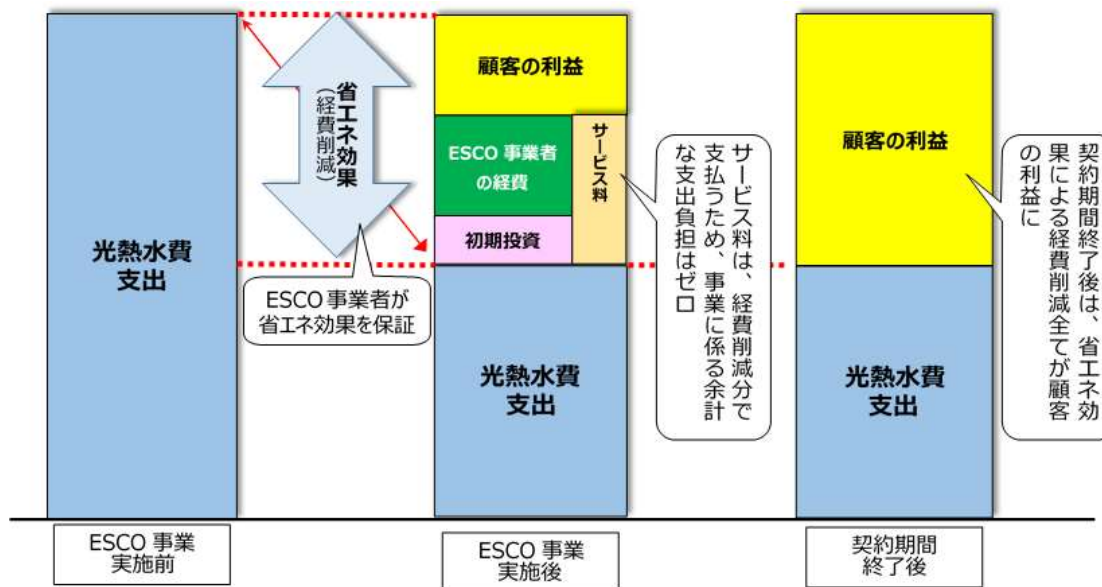 光熱水費
支出
省エネ効果
(経費削減)
ESCO 事業者が
省エネ効果を保証
顧客の利益
ESCO 事業者
の経費
初期投資
サービス料
光熱水費
支出
サービス料は、経費削減分で
支払うため、事業に係る余計
な支出負担はゼロ
顧客の利益
光熱水費
支出
契約期間終了後は、省エネ効
果による経費削減全てが顧客
の利益に
ESCO 事業
実施前
ESCO 事業
実施後
契約期間
終了後